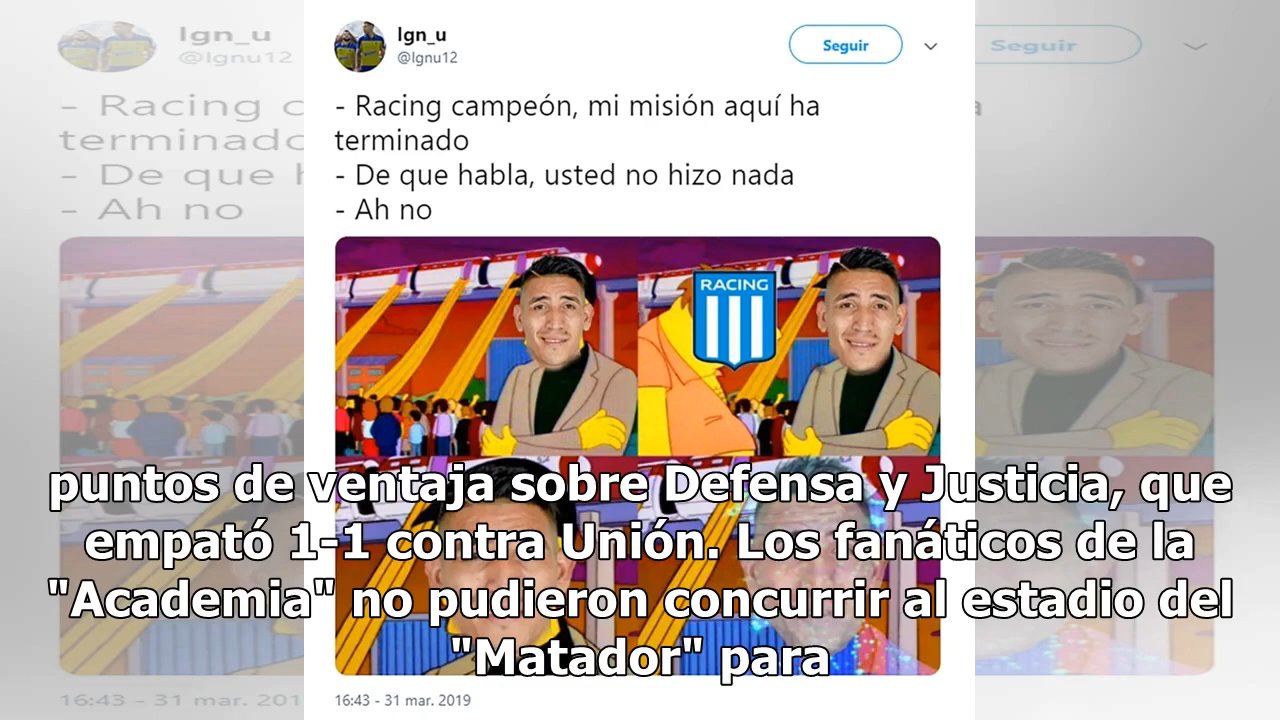 Ign_u
@Ignu12
Seguir
- Racing campeón, mi misión aquí ha
terminado
- De que habla, usted no hizo nada
- Ah no
RACING
puntos de ventaja sobre Defensa y Justicia, que
empató 1-1 contra Unión. Los fanáticos de la
"Academia" no pudieron concurrir al estadio del
"Matador" para
16:43 - 31 mar. 2019